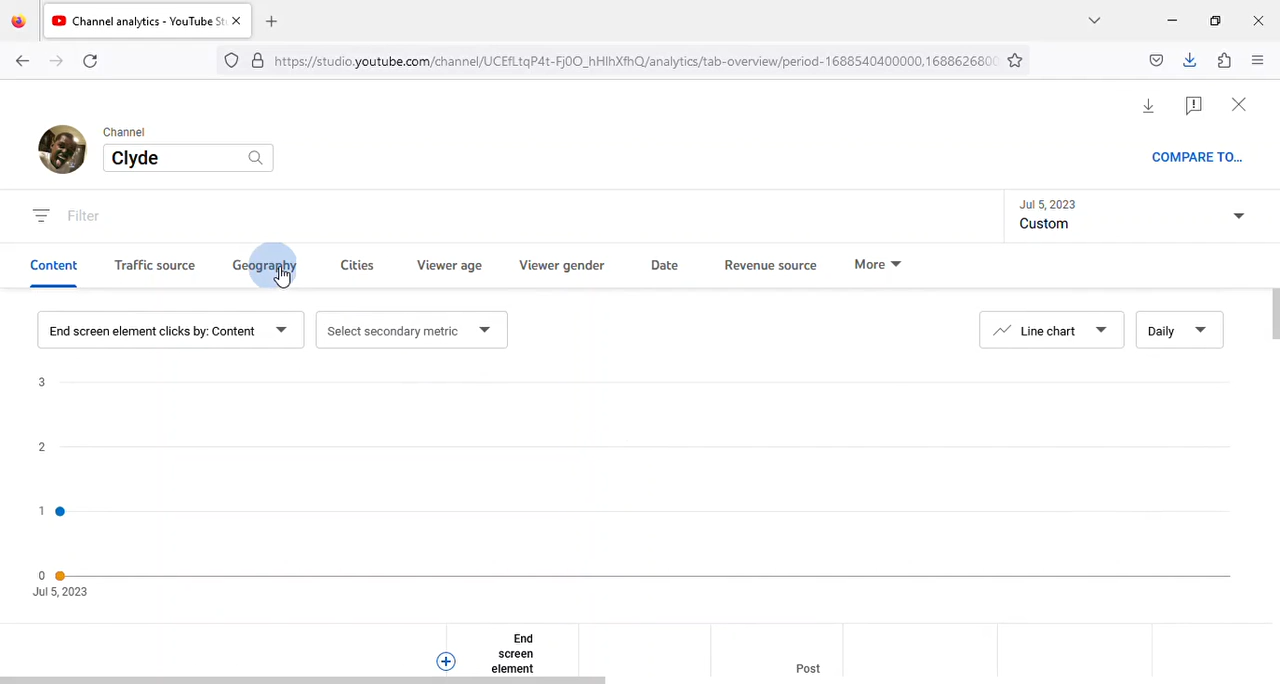 Channel analytics - YouTube St
https://studio.youtube.com/channel/UCEfLtqP4t-Fj0O_hHlhXfhQ/analytics/tab-overview/period-1688540400000,1688626800
Channel
Clyde
COMPARE TO...
Filter
Jul 5, 2023
Custom
Content Traffic source Geography Cities Viewer age Viewer gender Date Revenue source More
End screen element clicks by: Content Select secondary metric Line chart Daily
3
2
1
0
Jul 5, 2023
End
screen
element
Post